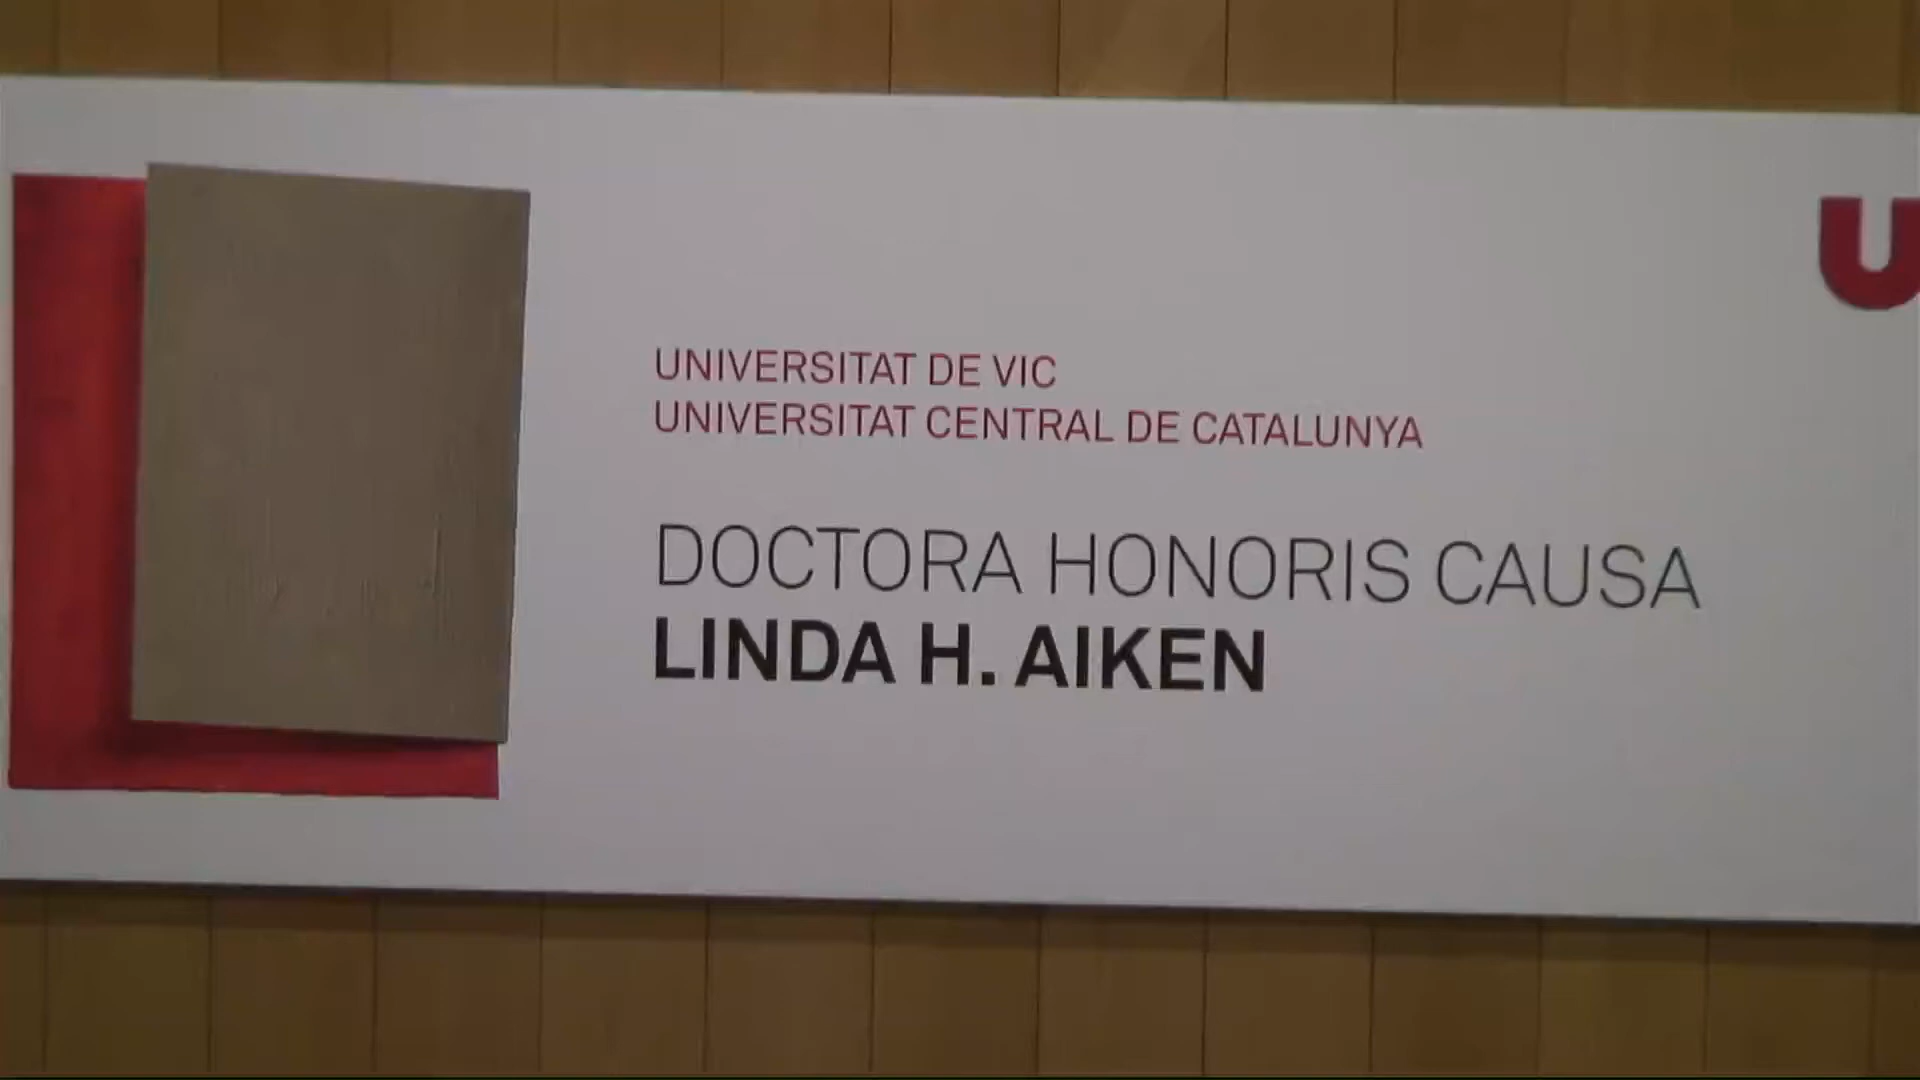 U
UNIVERSITAT DE VIC
UNIVERSITAT CENTRAL DE CATALUNYA
DOCTORA HONORIS CAUSA
LINDA H. AIKEN